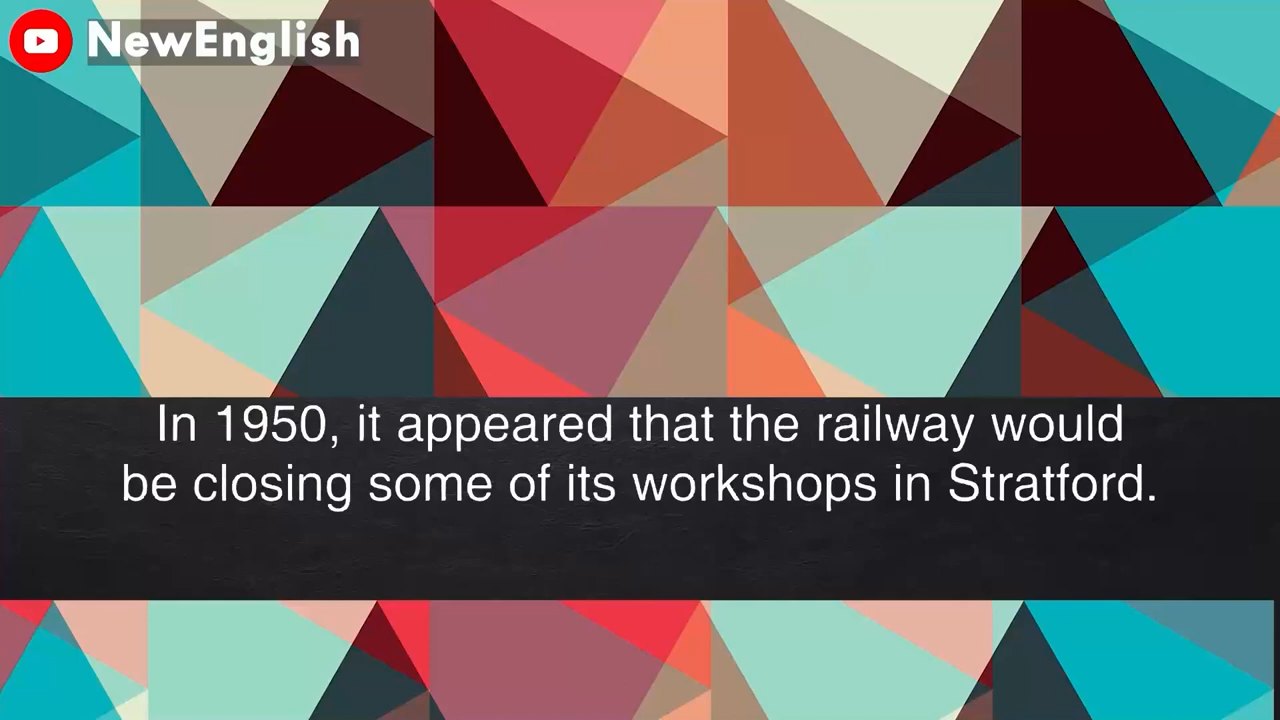 NewEnglish
In 1950, it appeared that the railway would
be closing some of its workshops in Stratford.